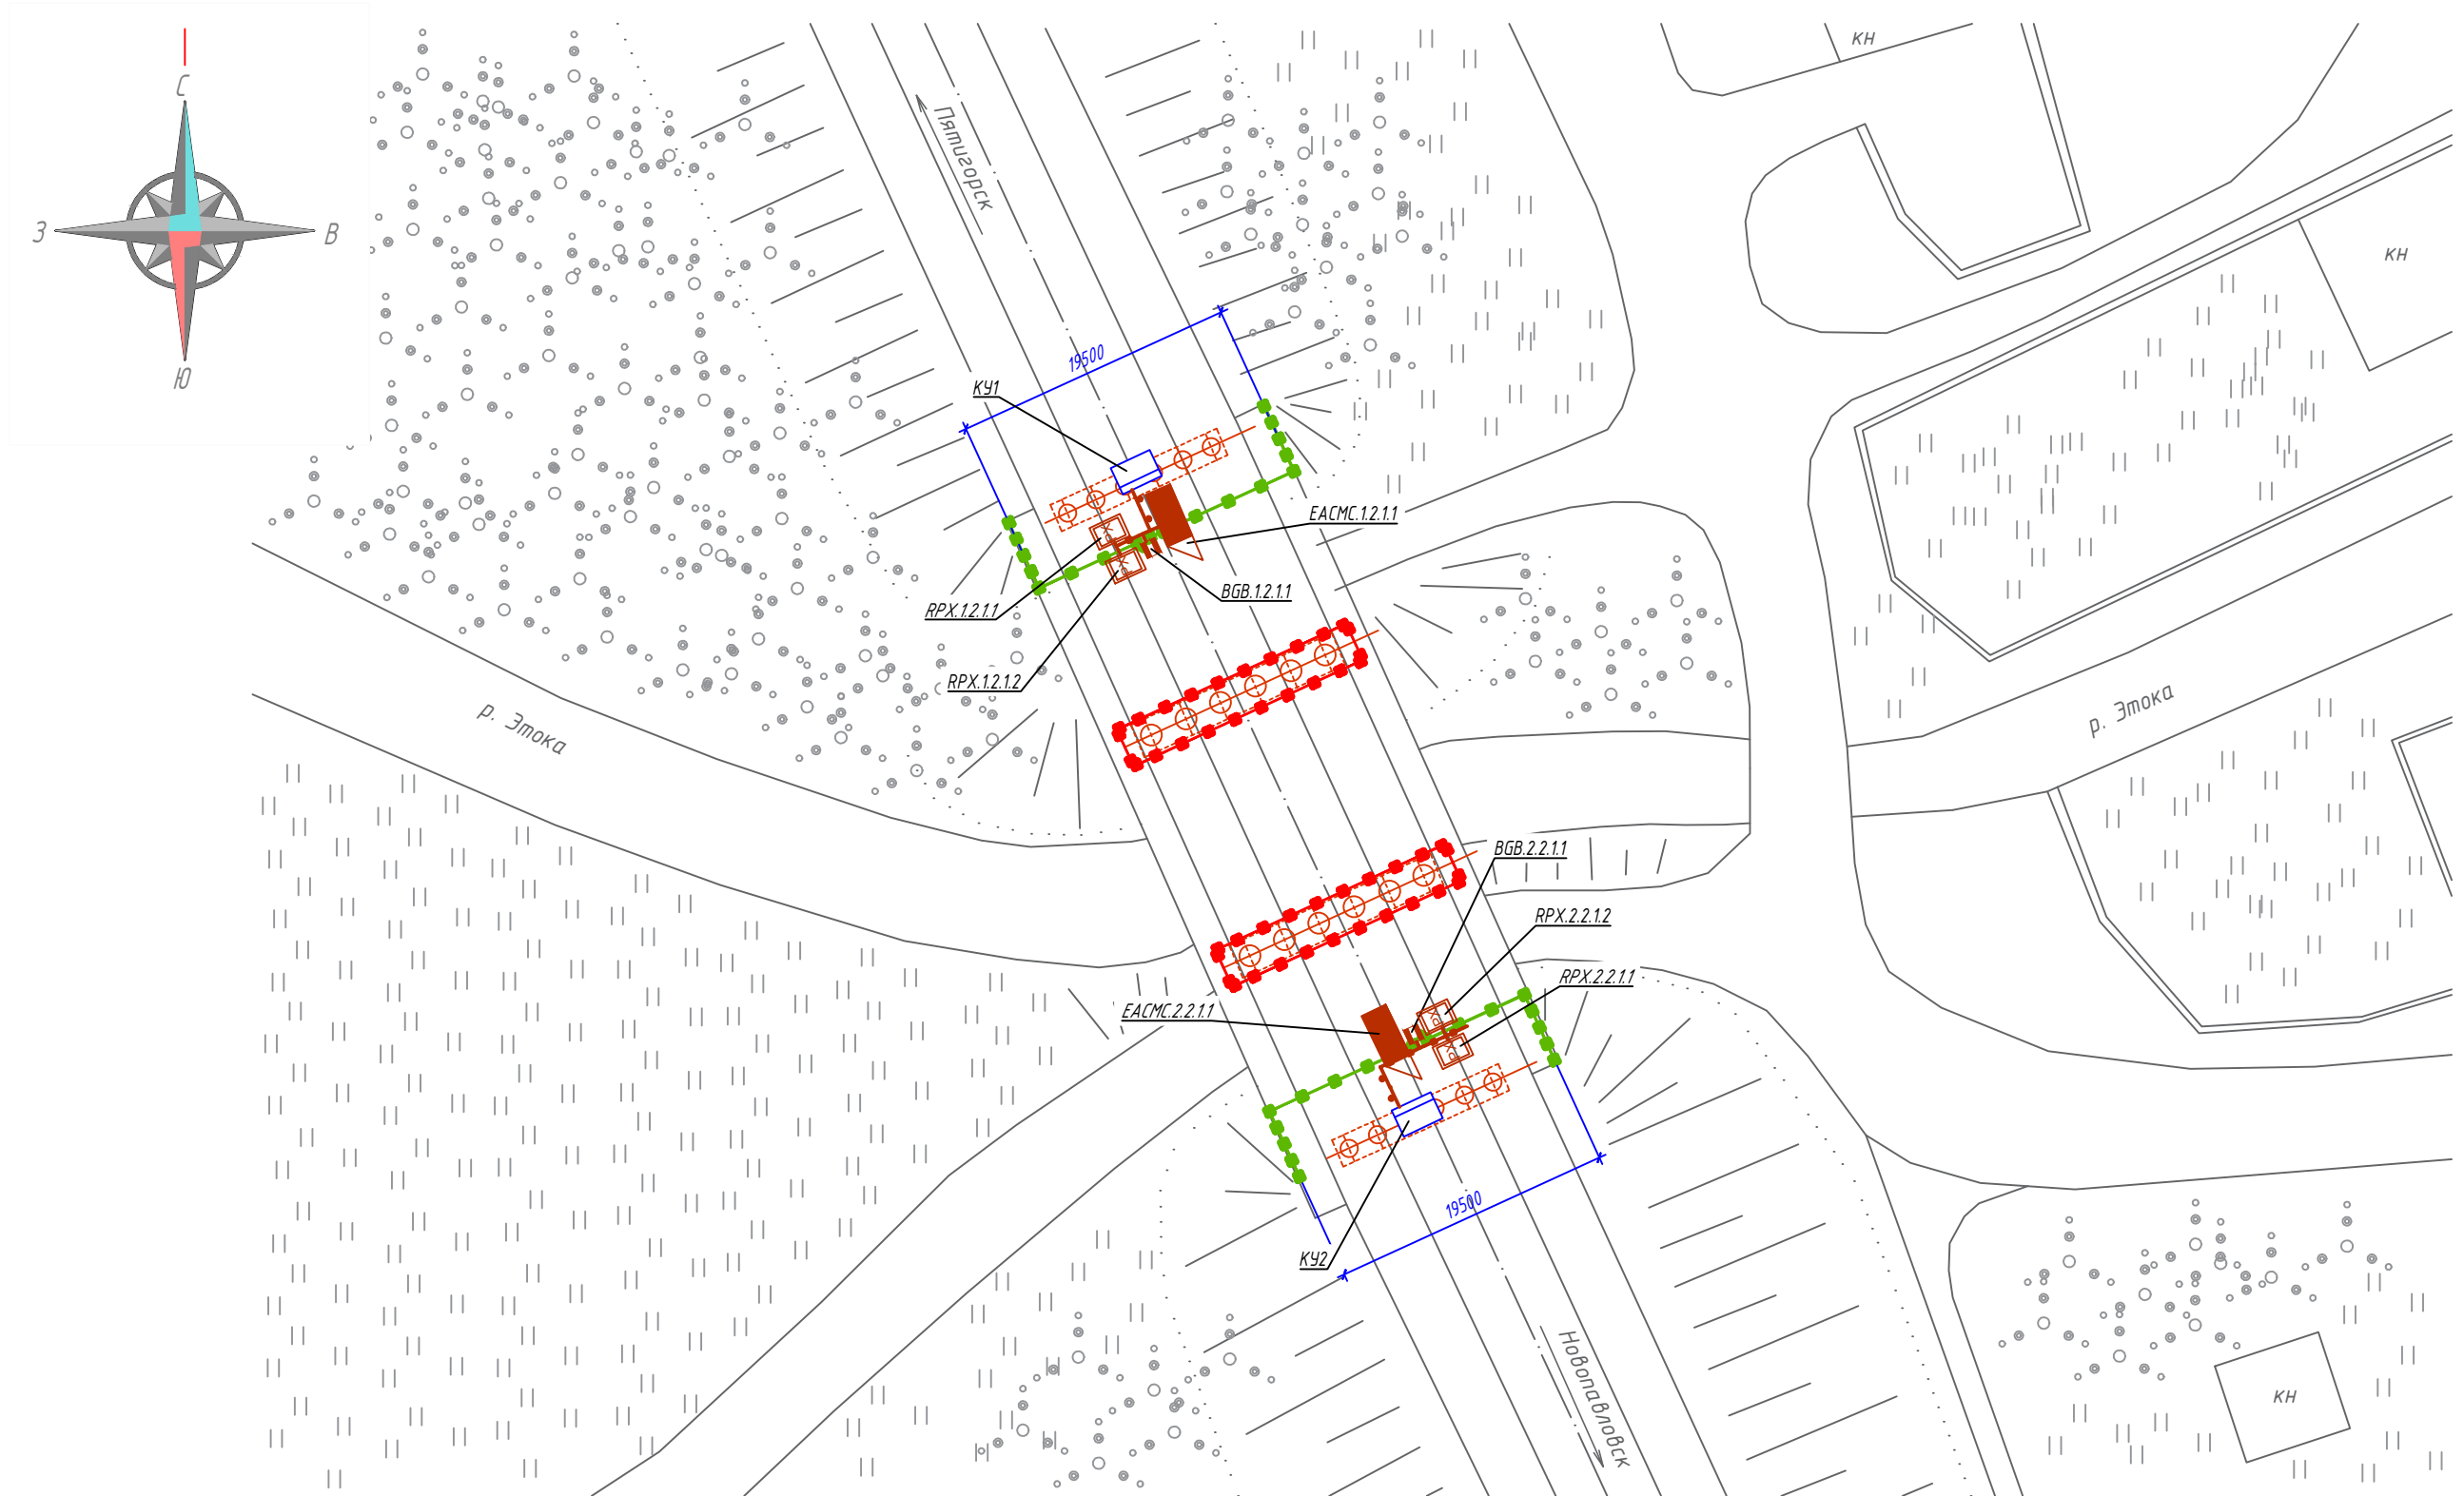 КН
С
Пятигорск
З
В
КН
19500
Ю
КУ1
EACMC.1.2.1.1
BGB.1.2.1.1
RPX.1.2.1.1
RPX.1.2.1.2
р. Этока
р. Этока
BGB.2.2.1.1
RPX.2.2.1.2
RPX.2.2.1.1
EACMC.2.2.1.1
19500
КУ2
Новопавловск
КН